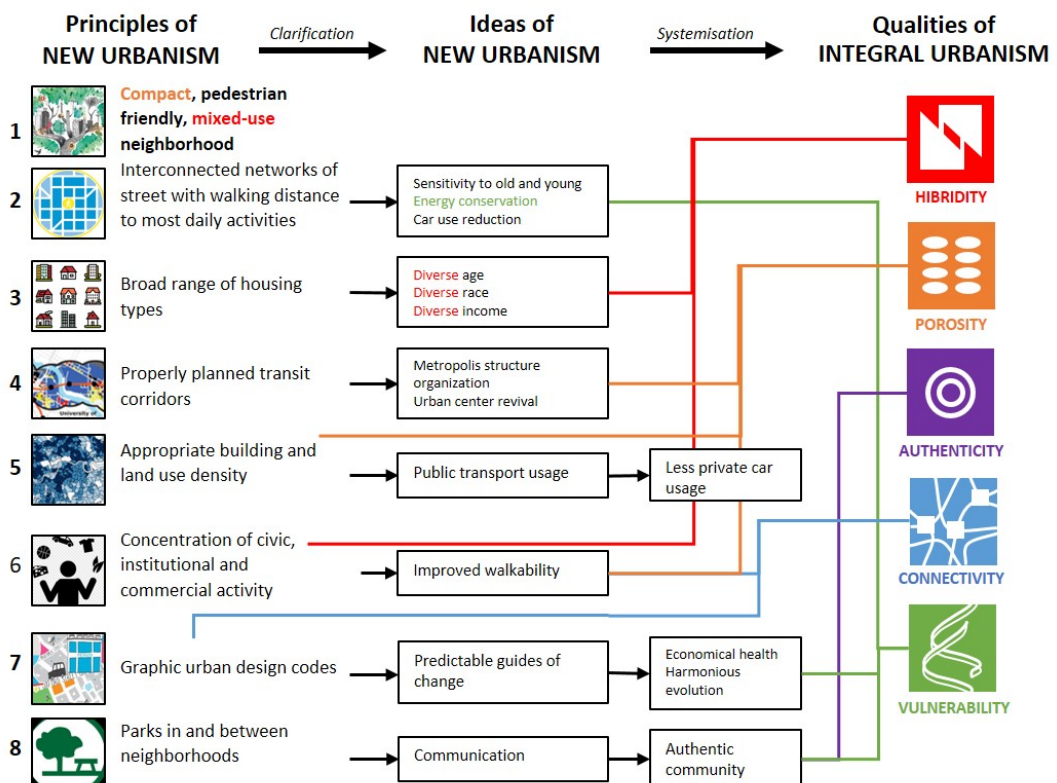 Principles of
NEW URBANISM
Clarification
Ideas of
NEW URBANISM
Systemisation
Qualities of
INTEGRAL URBANISM
1
Compact, pedestrian
friendly, mixed-use
neighborhood
2
Interconnected networks of
street with walking distance
to most daily activities
Sensitivity to old and young
Energy conservation
Car use reduction
3
Broad range of housing
types
Diverse age
Diverse race
Diverse income
4
University of
Properly planned transit
corridors
Metropolis structure
organization
Urban center revival
5
Appropriate building and
land use density
Public transport usage
Less private car
usage
6
Concentration of civic,
institutional and
commercial activity
Improved walkability
7
Graphic urban design codes
Predictable guides of
change
Economical health
Harmonious
evolution
8
Parks in and between
neighborhoods
Communication
Authentic
community
HIBRIDITY
POROSITY
AUTHENTICITY
CONNECTIVITY
VULNERABILITY